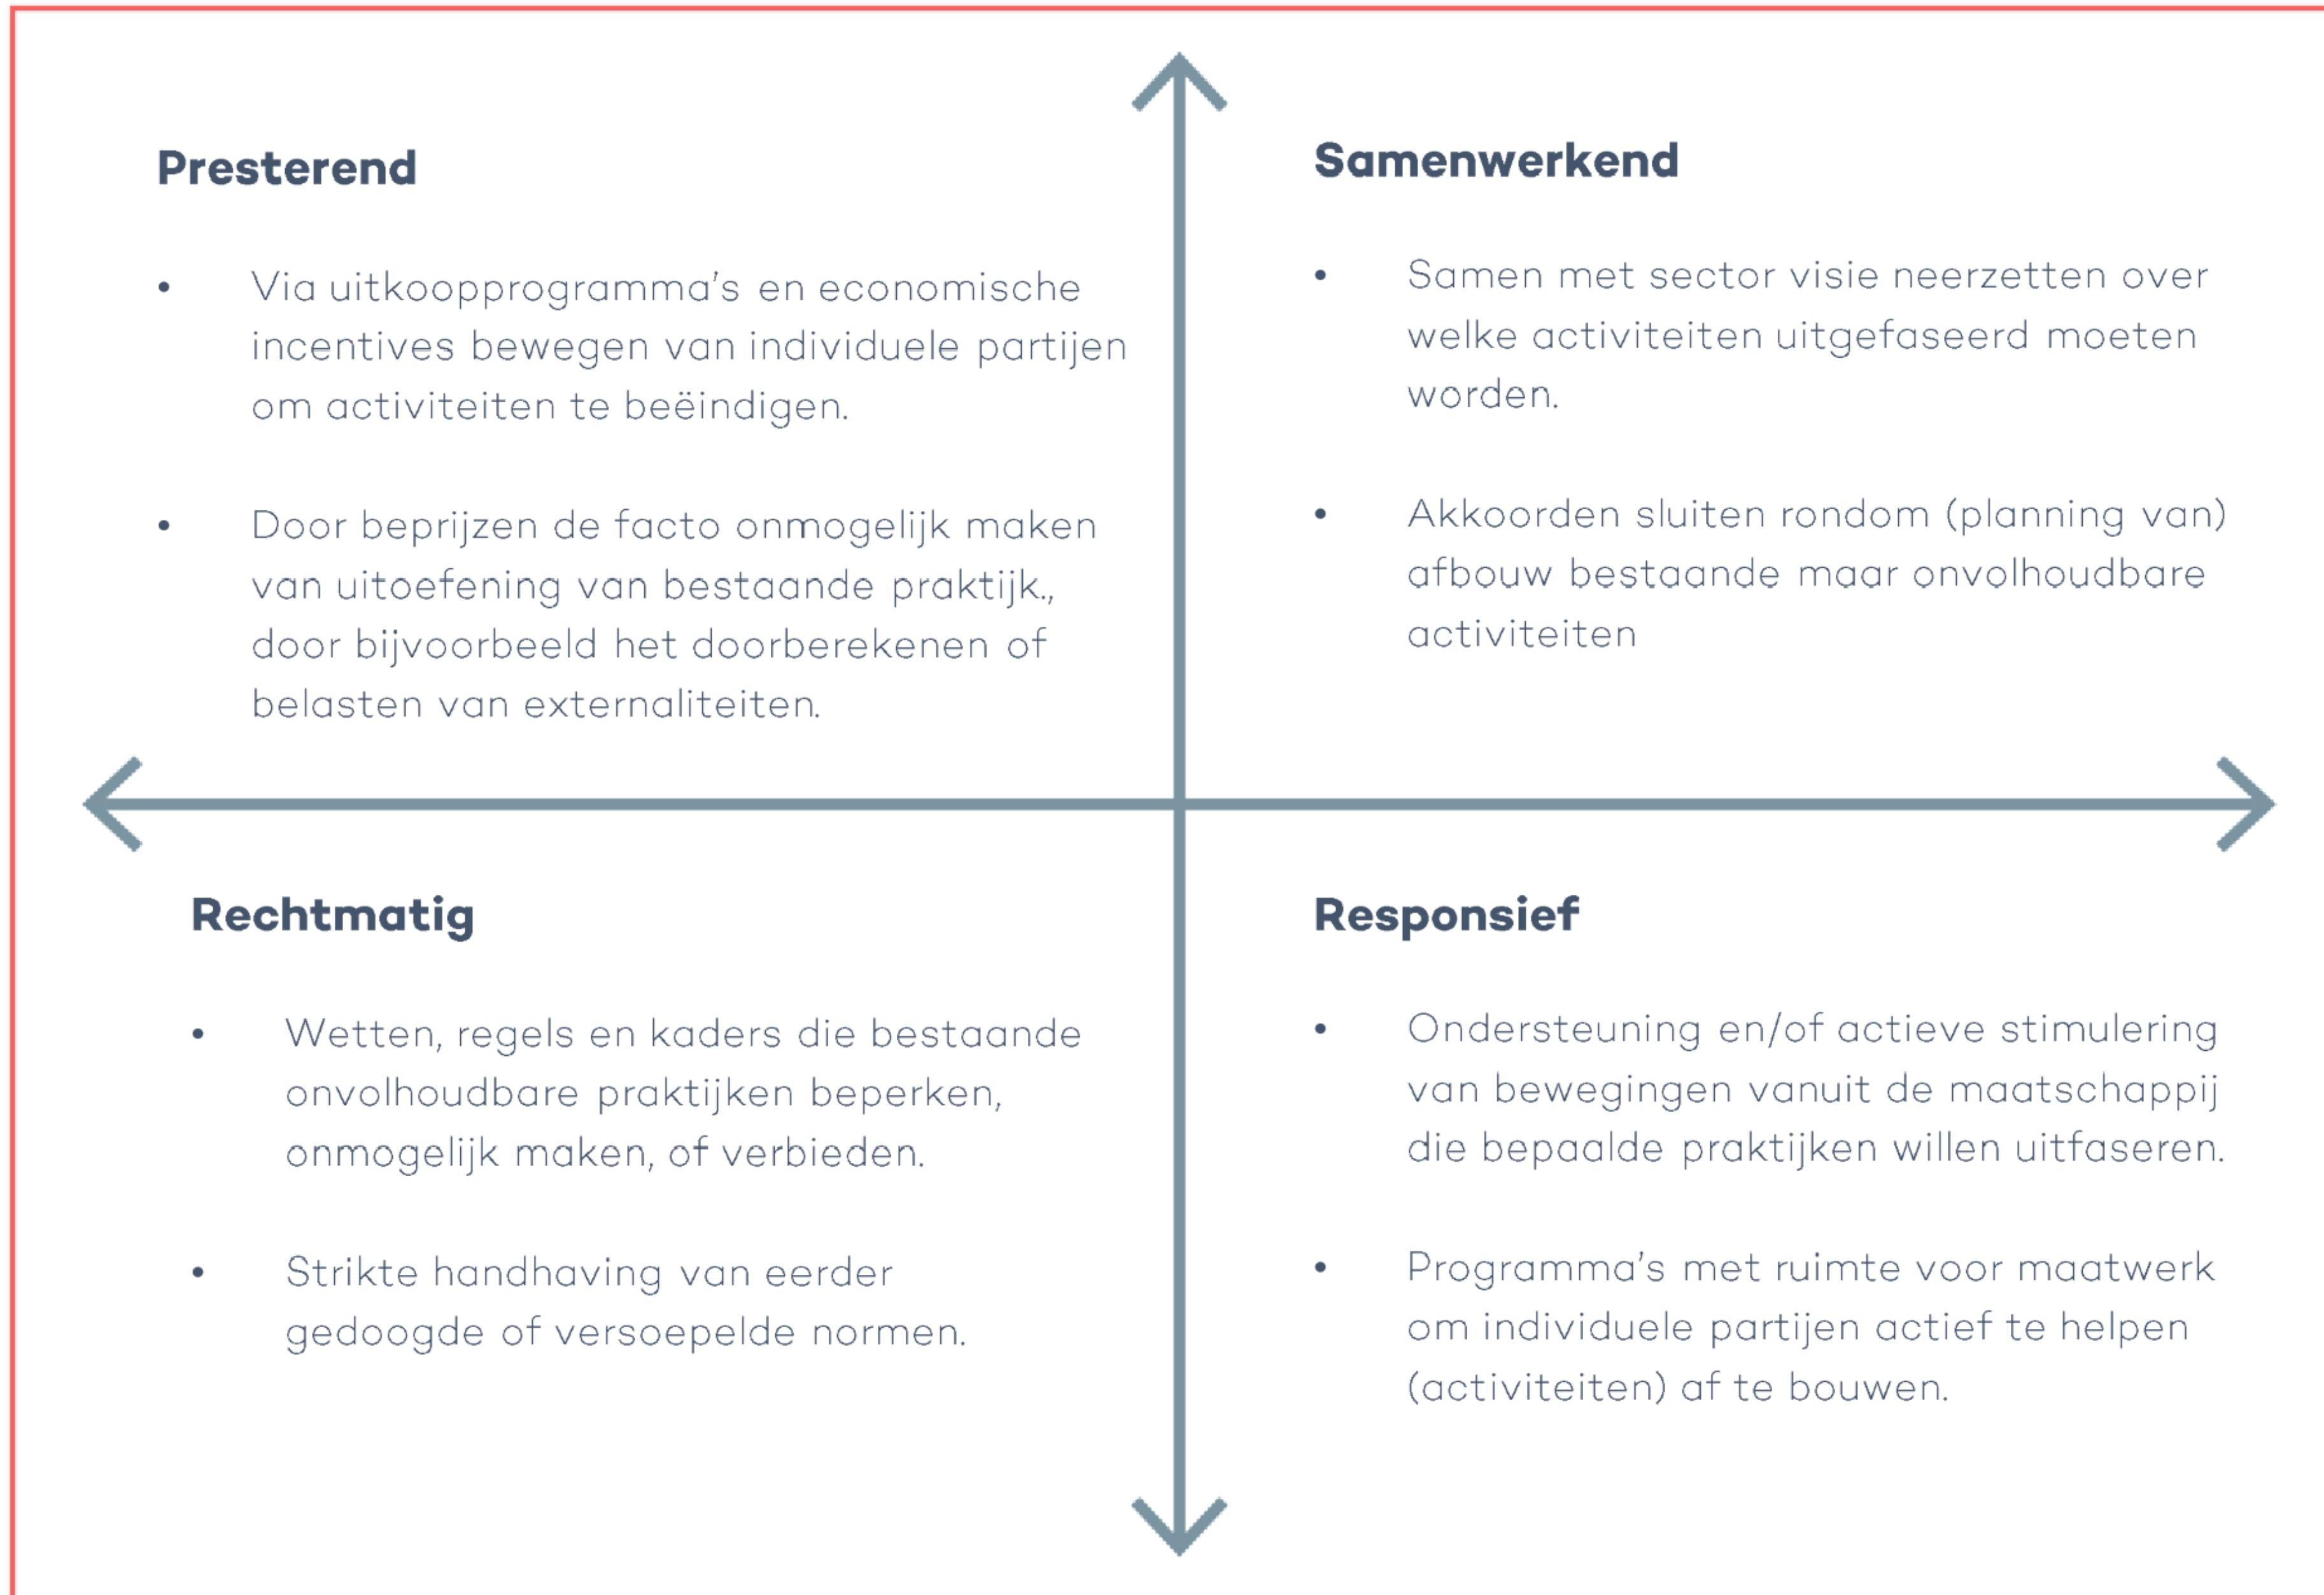 Presterend
• Via uitkoopprogramma's en economische
incentives bewegen van individuele partijen
om activiteiten te beëindigen.
• Door beprijzen de facto onmogelijk maken
van uitoefening van bestaande praktijk.,
door bijvoorbeeld het doorberekenen of
belasten van externaliteiten.
Samenwerkend
• Samen met sector visie neerzetten over
welke activiteiten uitgefaseerd moeten
worden.
• Akkoorden sluiten rondom (planning van)
afbouw bestaande maar onvolhoudbare
activiteiten
Rechtmatig
• Wetten, regels en kaders die bestaande
onvolhoudbare praktijken beperken,
onmogelijk maken, of verbieden.
• Strikte handhaving van eerder
gedoogde of versoepelde normen.
Responsief
• Ondersteuning en/of actieve stimulering
van bewegingen vanuit de maatschappij
die bepaalde praktijken willen uitfaseren.
• Programma's met ruimte voor maatwerk
om individuele partijen actief te helpen
(activiteiten) af te bouwen.